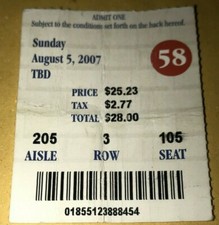 ADMIT ONE
Subject to the conditions set forth on the back hereof.
Sunday
August 5, 2007
TBD
58
PRICE $25.23
TAX $2.77
TOTAL $28.00
205 3 105
AISLE ROW SEAT
01855123888454